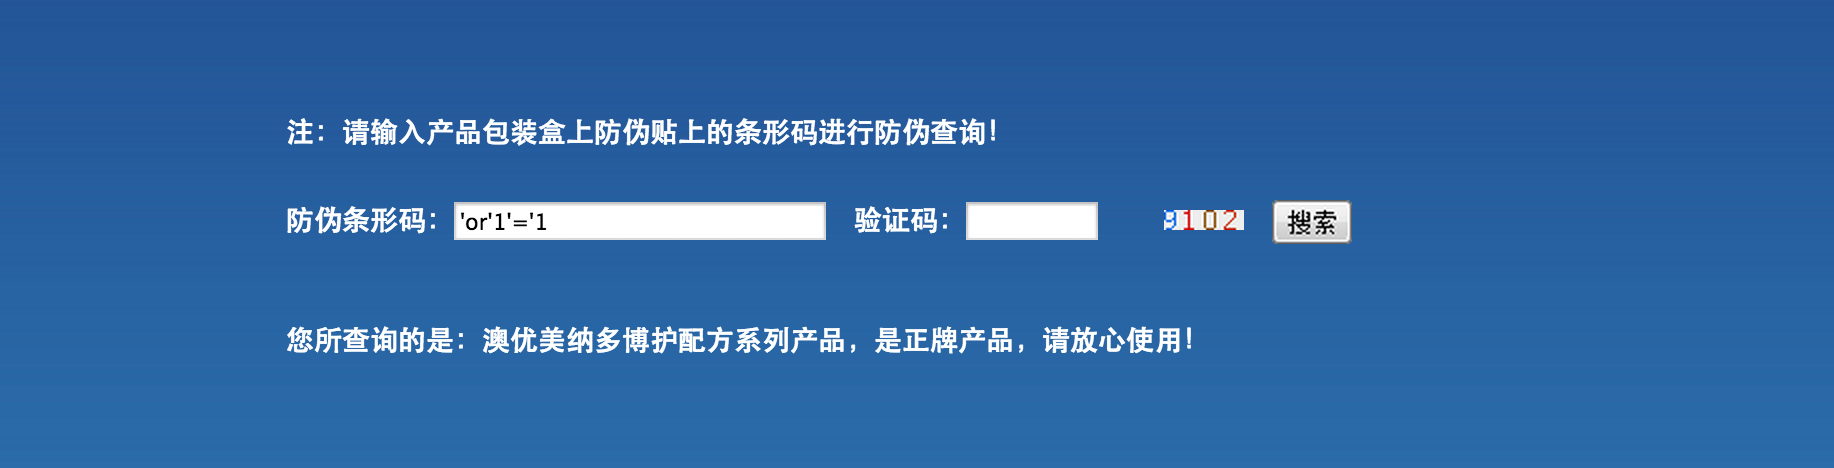 注：请输入产品包装盒上防伪贴上的条形码进行防伪查询！
防伪条形码： 'or'1'='1 验证码： 9102 搜索
您所查询的是：澳优美纳多博护配方系列产品，是正牌产品，请放心使用！